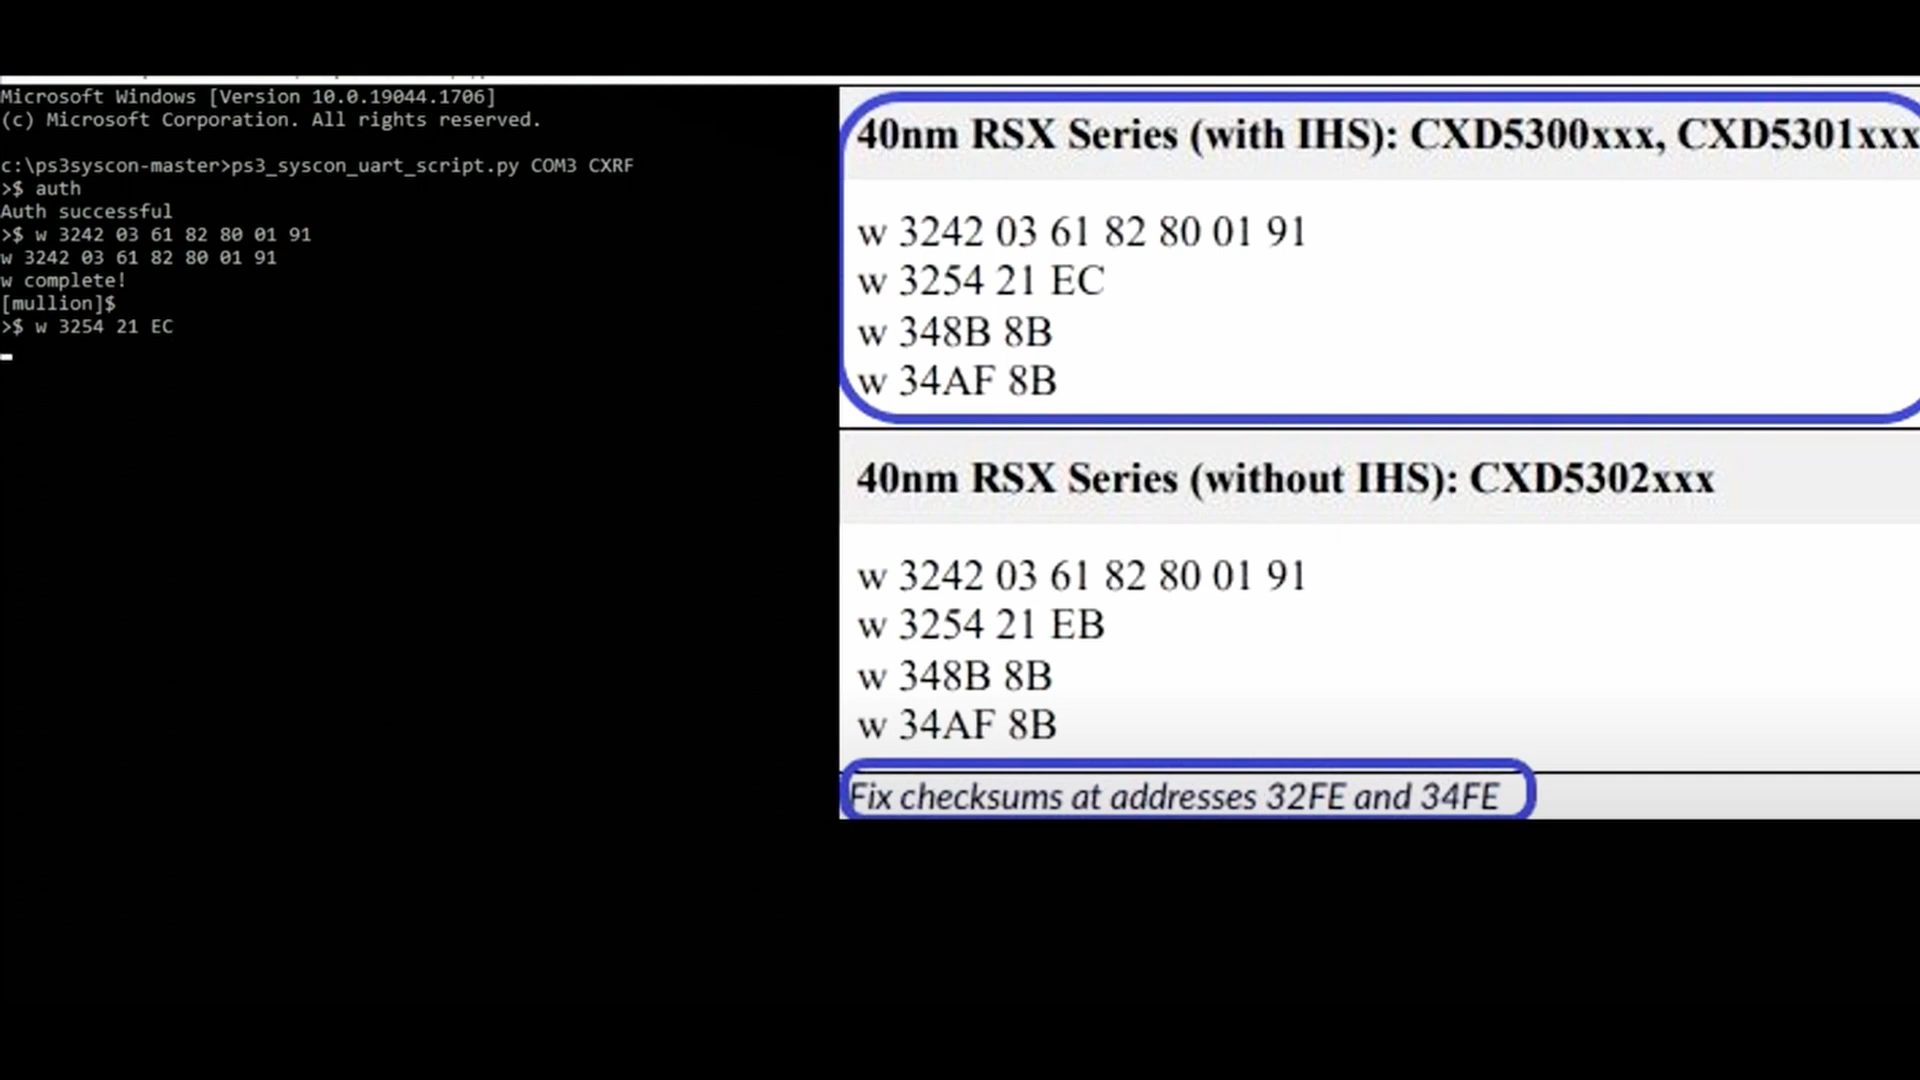 Microsoft Windows [Version 10.0.19044.1706]
(c) Microsoft Corporation. All rights reserved.
c:\ps3syscon-master>ps3_syscon_uart_script.py COM3 CXRF
>$ auth
Auth successful
>$ w 3242 03 61 82 80 01 91
w 3242 03 61 82 80 01 91
w complete!
[mullion]$
>$ w 3254 21 EC
40nm RSX Series (with IHS): CXD5300xxx, CXD5301xxx
w 3242 03 61 82 80 01 91
w 3254 21 EC
w 348B 8B
w 34AF 8B
40nm RSX Series (without IHS): CXD5302xxx
w 3242 03 61 82 80 01 91
w 3254 21 EB
w 348B 8B
w 34AF 8B
Fix checksums at addresses 32FE and 34FE